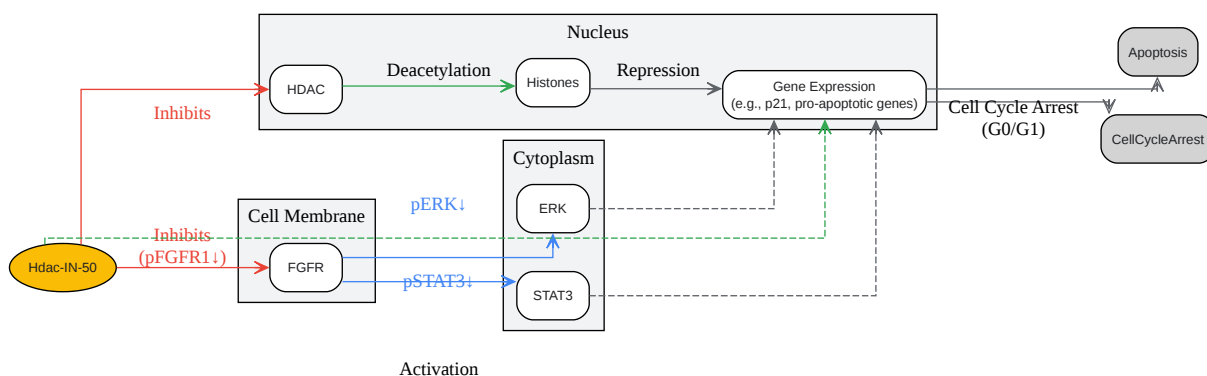 Nucleus
Apoptosis
Deacetylation
Repression
HDAC
Histones
Gene Expression
(e.g., p21, pro-apoptotic genes)
Inhibits
Cell Cycle Arrest
(G0/G1)
CellCycleArrest
Cytoplasm
pERK↓
ERK
Cell Membrane
Inhibits
(pFGFR1↓)
Hdac-IN-50
FGFR
pSTAT3↓
STAT3
Activation